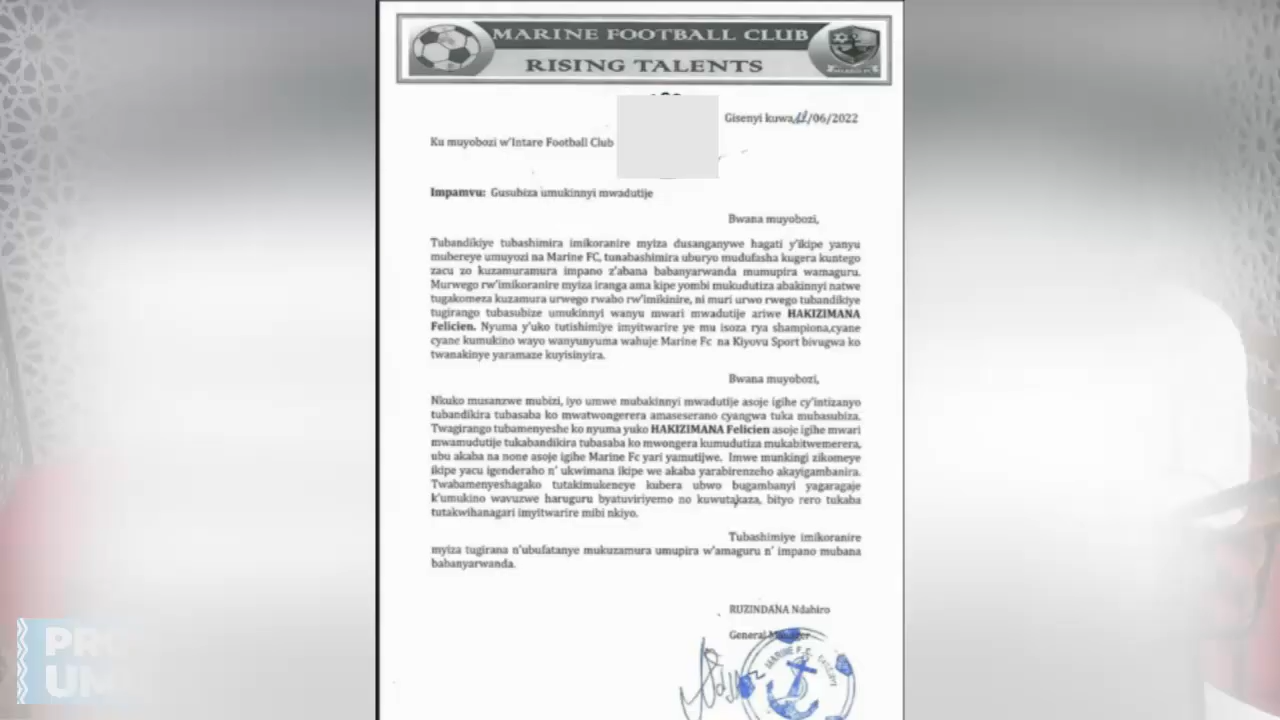 MARINE FOOTBALL CLUB
RISING TALENTS
Gisenyi kuwa 11/06/2022
Ku muyobozi w'Intare Football Club
Impamvu: Gusubiza umukinnyi mwadutije
Bwana muyobozi,
Tubandikiye tubashimira imikoranire myiza dusanganywe hagati y'ikipe yanyu
mubereye umuyozi na Marine FC, tunabashimira uburyo mudufasha kugera kuntego
zacu zo kuzamuramura impano z'abana babanyarwanda mumupira wamaguru.
Murwego rw'imikoranire myiza iranga ama kipe yombi mukudutiza abakinnyi natwe
tugakomeza kuzamura urwego rwabo rw'imikinire, ni muri urwo rwego tubandikiye
tugirango tubasubize umukinnyi wanyu mwari mwadutije ariwe HAKIZIMANA
Felicien. Nyuma y'uko tutishimiye imyitwarire ye mu isoza rya shampiona,cyane
cyane kumukino wayo wanyunyuma wahuje Marine Fc na Kiyovu Sport bivugwa ko
twanakinye yaramaze kuyisinyira.
Bwana muyobozi,
Nkuko musanzwe mubizi, iyo umwe mubakinnyi mwadutije asoje igihe cy'intizanyo
tubandikira tubasaba ko mwatwongerera amaseserano cyangwa tuka mubasubiza.
Twagirango tubamenyeshe ko nyuma yuko HAKIZIMANA Felicien asoje igihe mwari
mwamudutije tukabandikira tubasaba ko mwongera kumudutiza mukabitwemerera,
ubu akaba na none asoje igihe Marine Fc yari yamutijwe. Imwe munkingi zikomeye
ikipe yacu igenderaho n' ukwimana ikipe we akaba yarabirenzeho akayigambanira.
Twabamenyeshagako tutakimukeneye kubera ubwo bugambanyi yagaragaje
k'umukino wavuzwe haruguru byatuviriyemo no kuwutakaza, bityo rero tukaba
tutakwihanagari imyitwarire mibi nkiyo.
Tubashimiye imikoranire
myiza tugirana n'ubufatanye mukuzamura umupira w'amaguru n' impano mubana
babanyarwanda.
RUZINDANA Ndahiro
General Manager
MARINE F.C.
PRO
UM